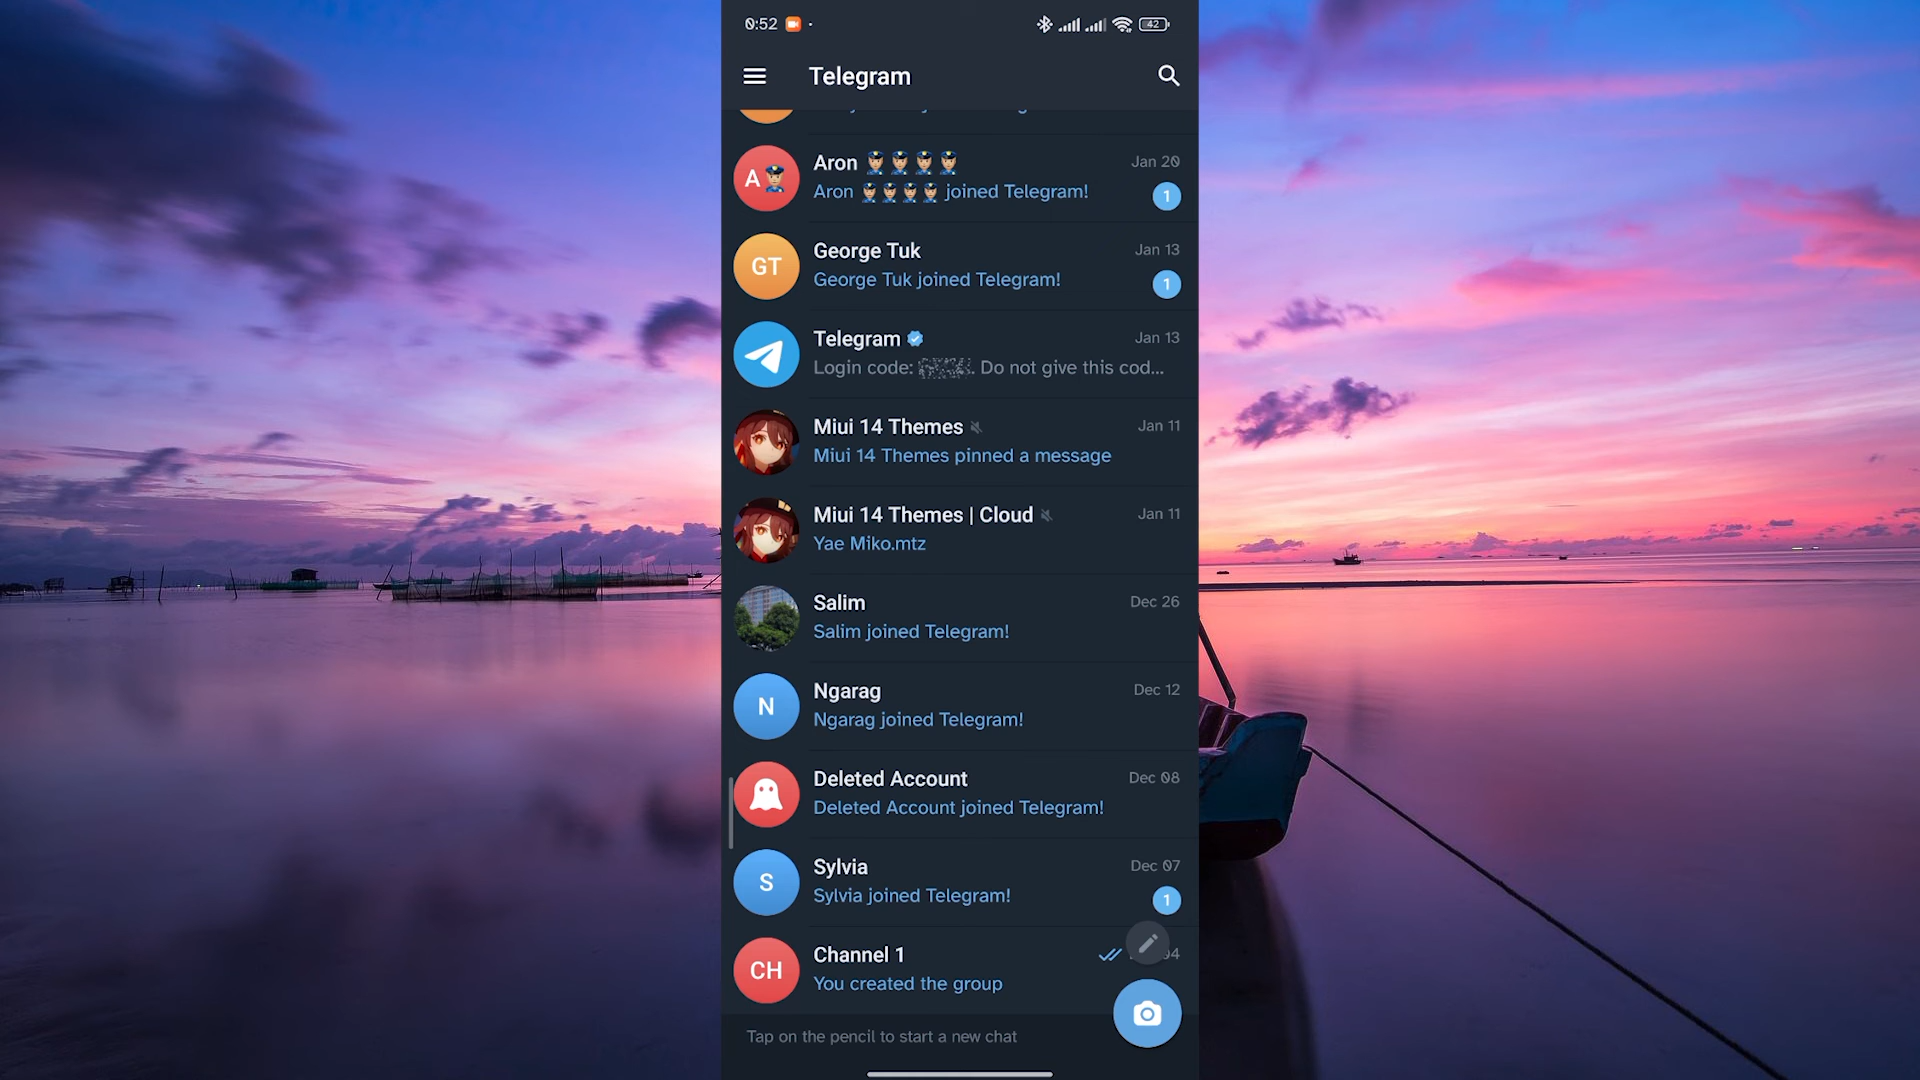 0:52
42
Telegram
Aron 👮🏼👮🏼👮🏼👮🏼
Jan 20
A👮🏼
Aron 👮🏼👮🏼👮🏼👮🏼 joined Telegram!
1
George Tuk
Jan 13
GT
George Tuk joined Telegram!
1
Telegram
Jan 13
Login code: . Do not give this cod...
Miui 14 Themes
Jan 11
Miui 14 Themes pinned a message
Miui 14 Themes | Cloud
Jan 11
Yae Miko.mtz
Salim
Dec 26
Salim joined Telegram!
Ngarag
Dec 12
N
Ngarag joined Telegram!
Deleted Account
Dec 08
Deleted Account joined Telegram!
Sylvia
Dec 07
S
Sylvia joined Telegram!
1
Channel 1
04
CH
You created the group
Tap on the pencil to start a new chat